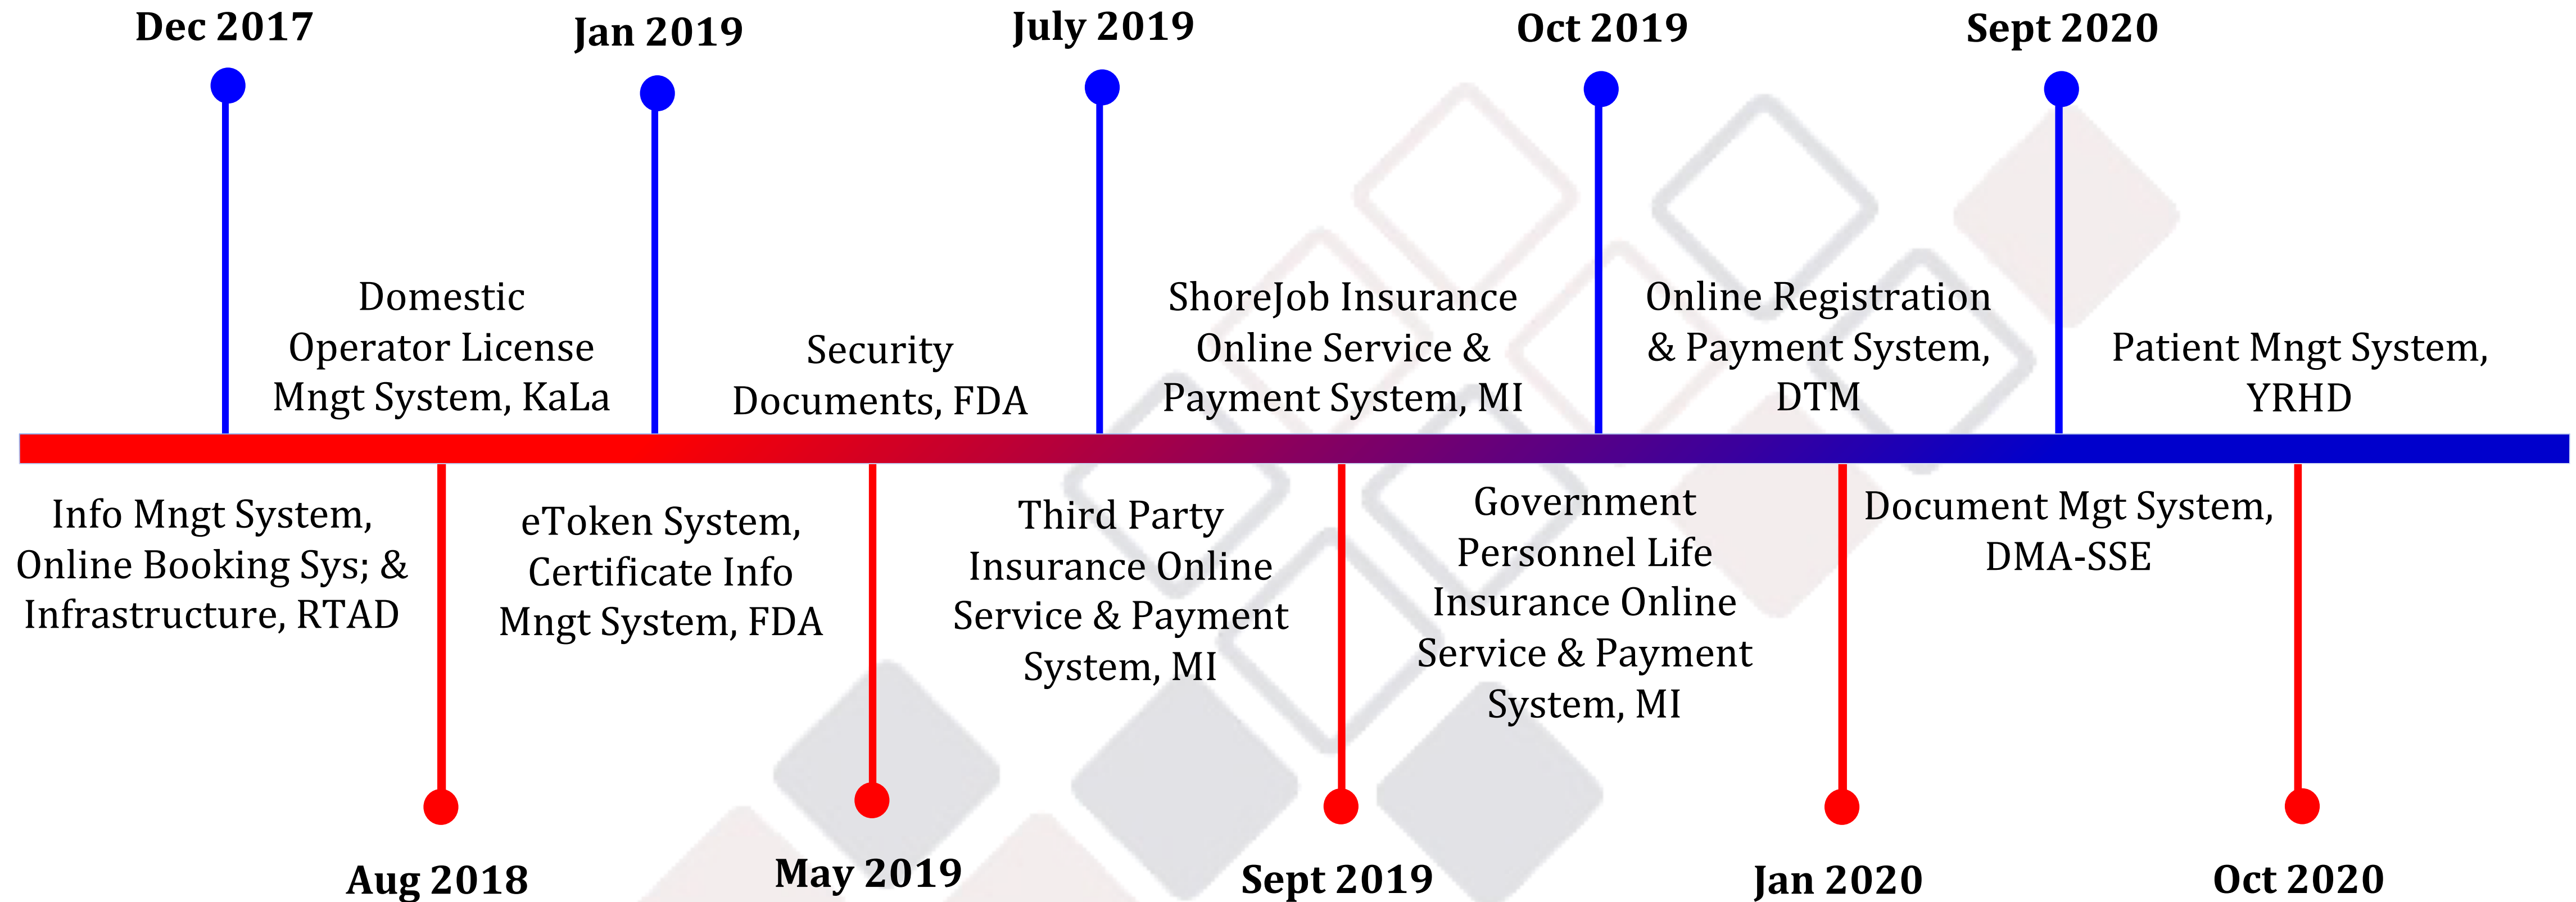 Dec 2017
Jan 2019
July 2019
Oct 2019
Sept 2020
Domestic
Operator License
Mngt System, KaLa
Security
Documents, FDA
ShoreJob Insurance
Online Service &
Payment System, MI
Online Registration
& Payment System,
DTM
Patient Mngt System,
YRHD
Info Mngt System,
Online Booking Sys; &
Infrastructure, RTAD
eToken System,
Certificate Info
Mngt System, FDA
Third Party
Insurance Online
Service & Payment
System, MI
Government
Personnel Life
Insurance Online
Service & Payment
System, MI
Document Mgt System,
DMA-SSE
Aug 2018
May 2019
Sept 2019
Jan 2020
Oct 2020